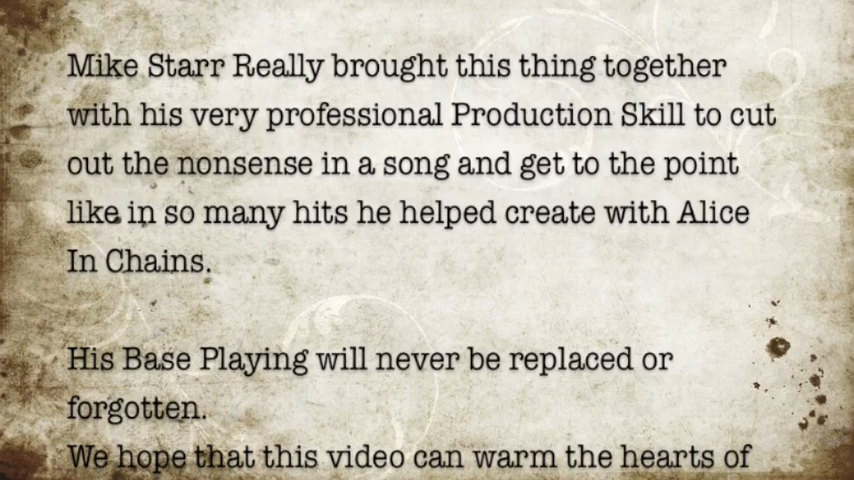 Mike Starr Really brought this thing together
with his very professional Production Skill to cut
out the nonsense in a song and get to the point
like in so many hits he helped create with Alice
In Chains.
His Base Playing will never be replaced or
forgotten.
We hope that this video can warm the hearts of